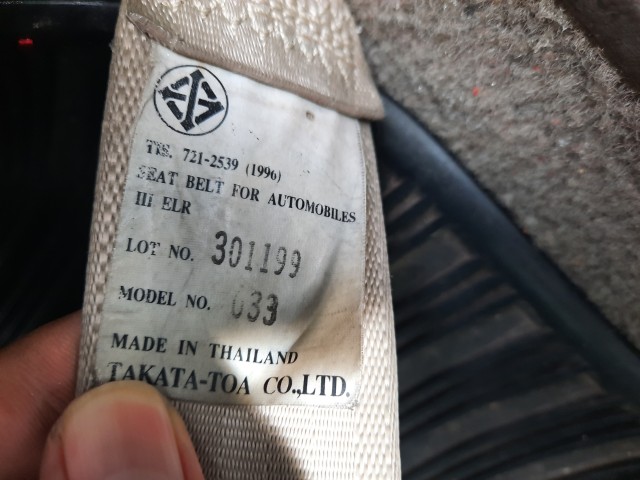 TIS. 721-2539 (1996)
SEAT BELT FOR AUTOMOBILES
III ELR
LOT NO. 301199
MODEL NO. 033
MADE IN THAILAND
TAKATA-TOA CO.,LTD.